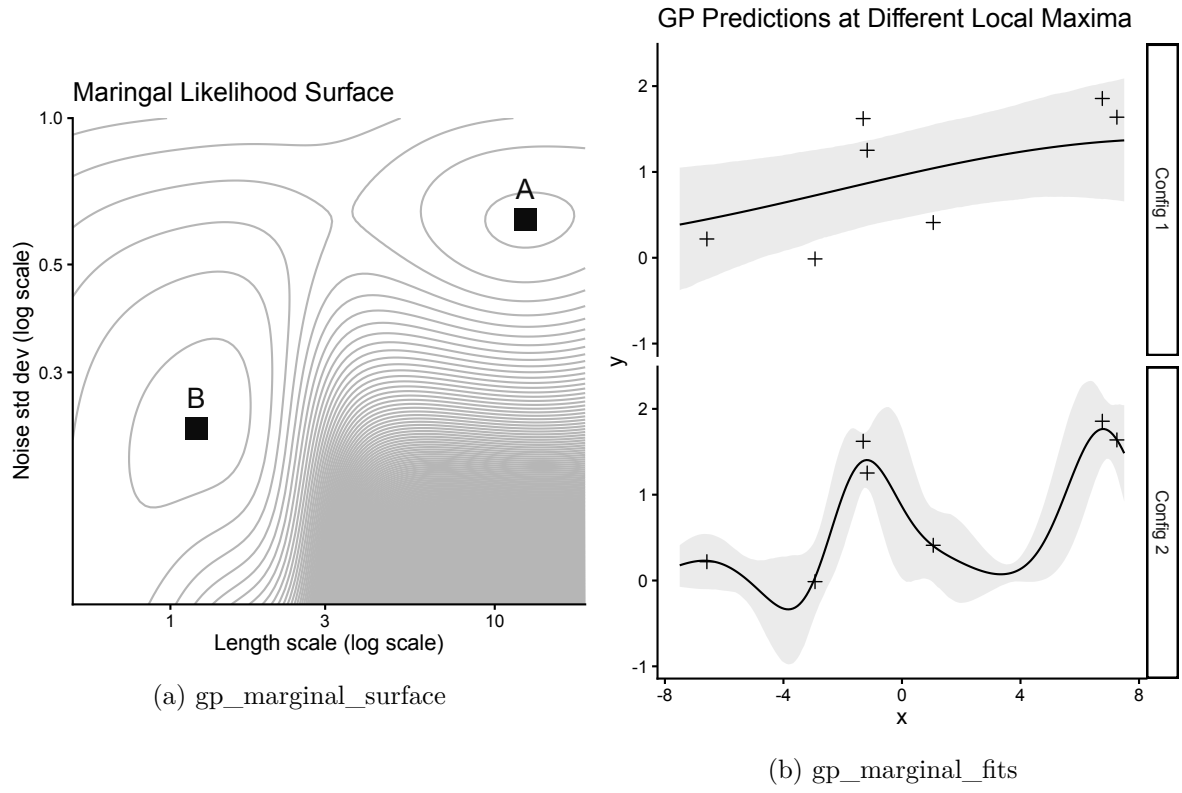 Maringal Likelihood Surface
1.0
0.5
0.3
Noise std dev (log scale)
A
B
1
3
10
Length scale (log scale)
(a) gp_marginal_surface
GP Predictions at Different Local Maxima
2
1
0
-1
Config 1
y
2
1
0
-1
Config 2
-8
-4
0
4
8
x
(b) gp_marginal_fits